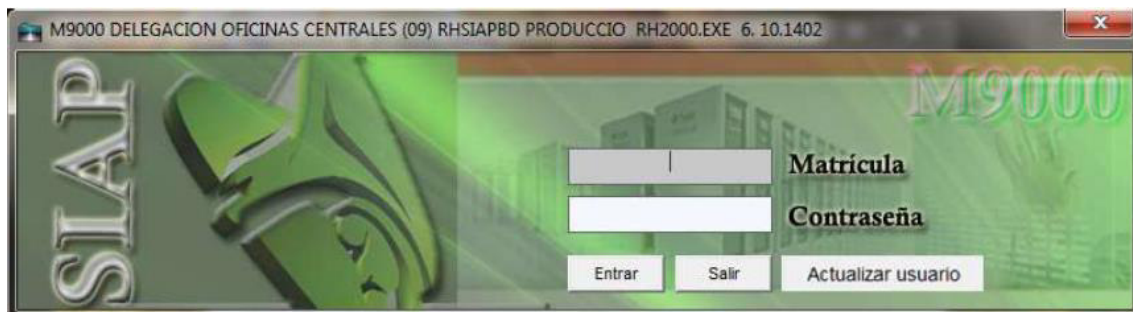 M9000 DELEGACION OFICINAS CENTRALES (09) RHSIAPBD PRODUCCIO RH2000.EXE 6. 10.1402
SIAP
M9000
Matrícula
Contraseña
Entrar Salir Actualizar usuario